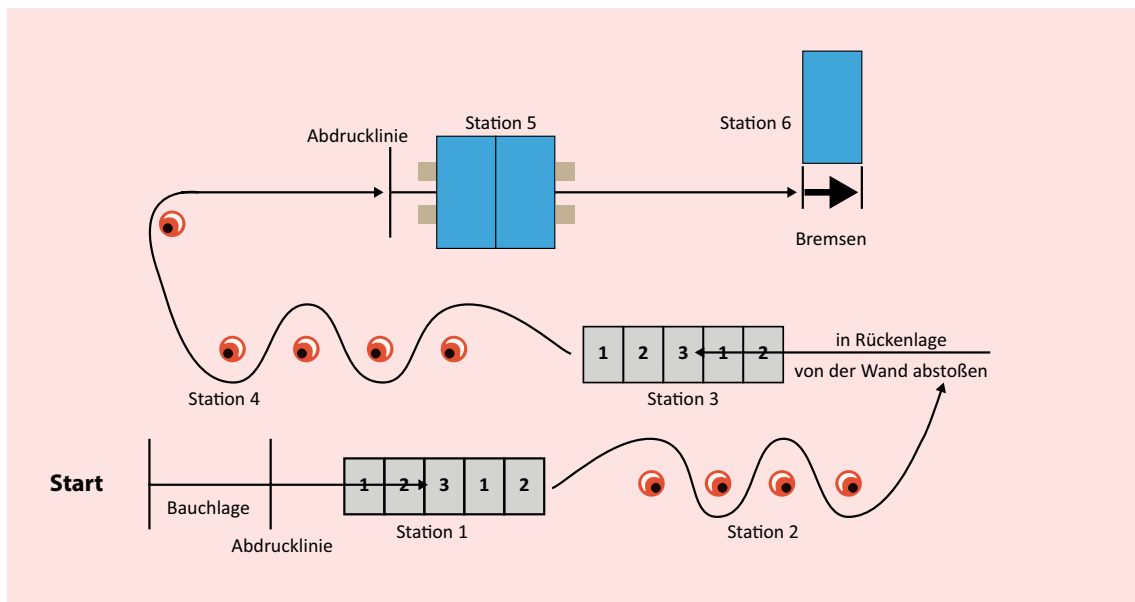 Station 5
Station 6
Abdrucklinie
Bremsen
1 2 3 1 2
in Rückenlage
von der Wand abstoßen
Station 4
Station 3
Start
Bauchlage
1 2 3 1 2
Abdrucklinie
Station 1
Station 2